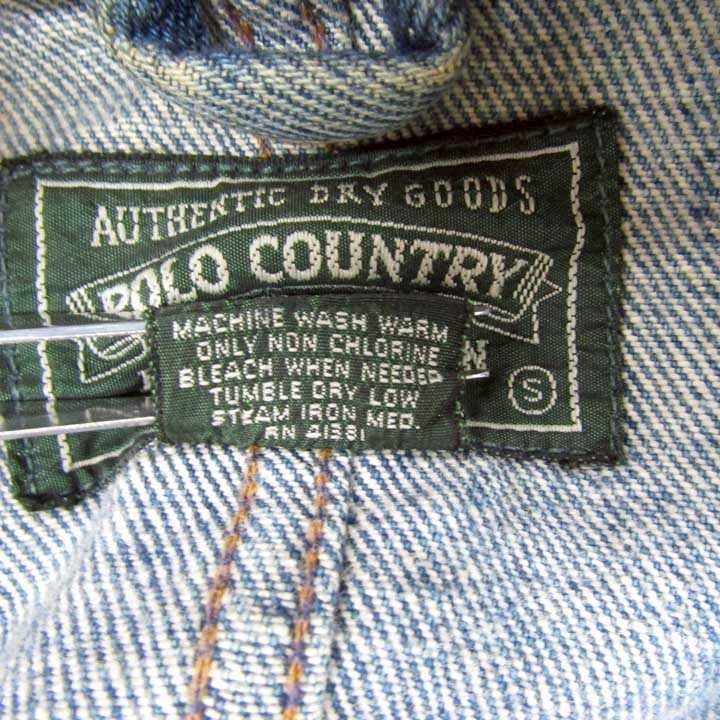 AUTHENTIC DRY GOODS
POLO COUNTRY
S
MACHINE WASH WARM
ONLY NON CHLORINE
BLEACH WHEN NEEDED
TUMBLE DRY LOW
STEAM IRON MED.
RN 41381